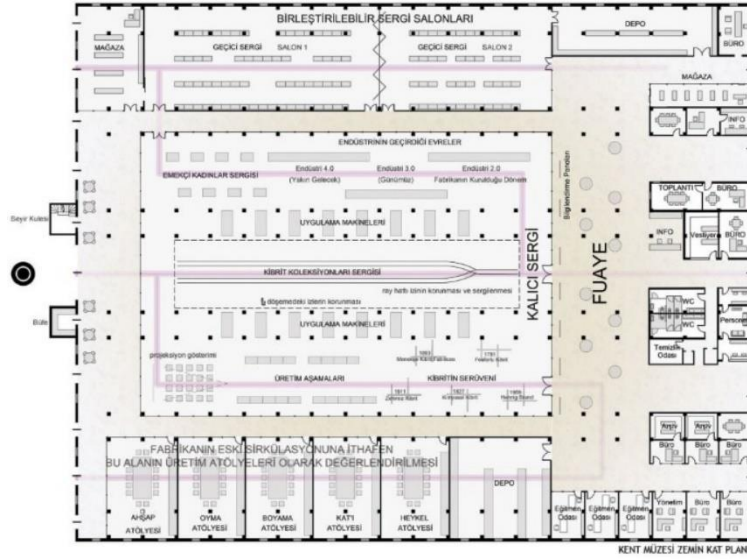 BİRLEŞTİRİLEBİLİR SERGİ SALONLARI
MAĞAZA
GEÇİCİ SERGİ SALON 1
GEÇİCİ SERGİ SALON 2
DEPO
BÜRO
MAĞAZA
INFO
ENDÜSTRİNİN GEÇİRDİĞİ EVRELER
EMEKÇİ KADINLAR SERGİSİ
Endüstri 4.0
(Yakın Gelecek)
Endüstri 3.0
(Günümüz)
Endüstri 2.0
Fabrikanın Kurulduğu Dönem
Bilgilendirme Panoları
TOPLANTI
BÜRO
Seyir Kulesi
UYGULAMA MAKİNELERİ
INFO
Vestiyer
BÜRO
KALICI SERGİ
FUAYE
KİBRİT KOLEKSİYONLARI SERGİSİ
ray hattı izinin korunması ve sergilenmesi
döşemedeki izlerin korunması
WC
WC
Personel
Büfe
UYGULAMA MAKİNELERİ
Temizlik
Odası
projeksiyon gösterimi
ÜRETİM AŞAMALARI
KİBRİTİN SERÜVENİ
FABRİKANIN ESKİ SİRKÜLASYONUNA İTHAFEN
BU ALANIN ÜRETİM ATÖLYELERİ OLARAK DEĞERLENDİRİLMESİ
Arşiv
Arşiv
Büro
Büro
Büro
DEPO
AHŞAP
ATÖLYESİ
OYMA
ATÖLYESİ
BOYAMA
ATÖLYESİ
KAT'I
ATÖLYESİ
HEYKEL
ATÖLYESİ
Eğitmen
Odası
Eğitmen
Odası
Eğitmen
Odası
Yönetim
Büro
Büro
KENT MÜZESİ ZEMİN KAT PLANI